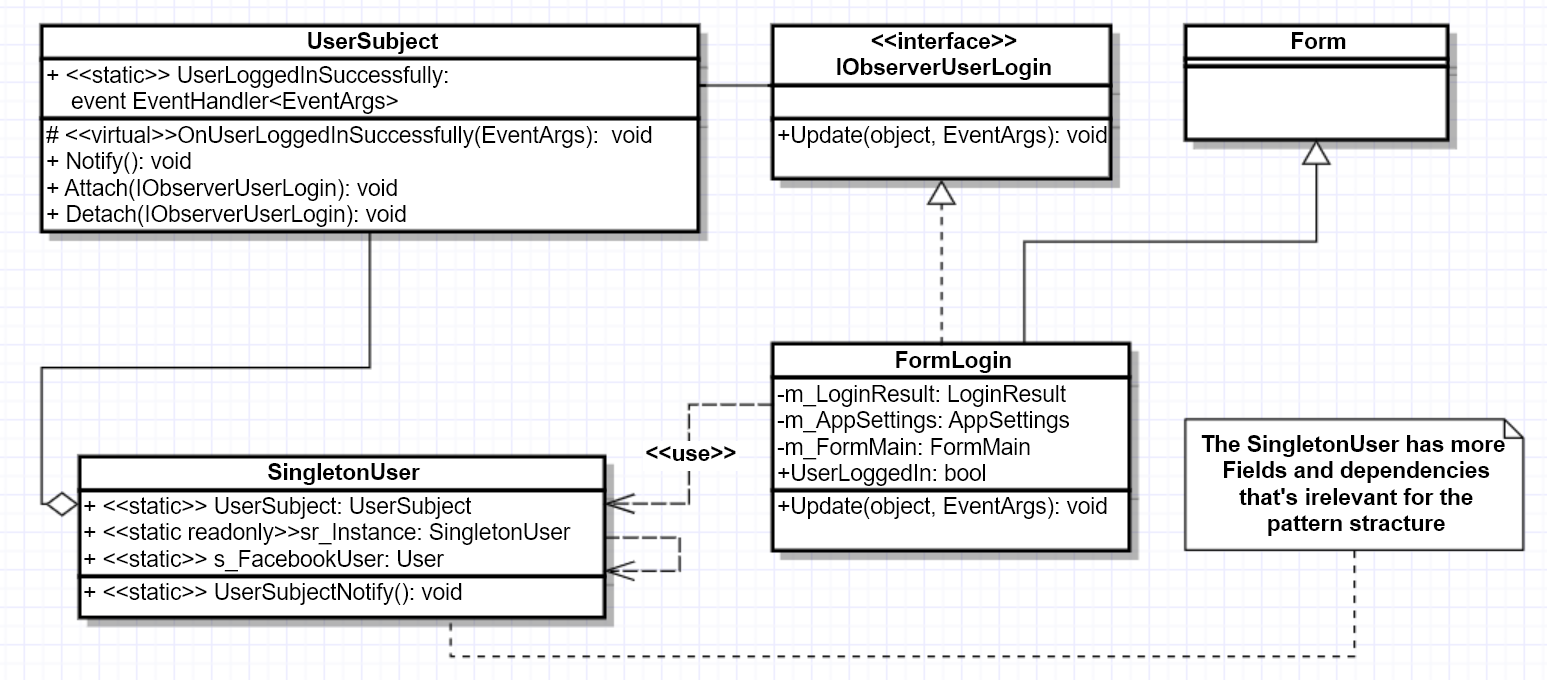 UserSubject
+ <<static>> UserLoggedInSuccessfully:
event EventHandler<EventArgs>
# <<virtual>>OnUserLoggedInSuccessfully(EventArgs): void
+ Notify(): void
+ Attach(IObserverUserLogin): void
+ Detach(IObserverUserLogin): void
<<interface>>
IObserverUserLogin
+Update(object, EventArgs): void
Form
FormLogin
-m_LoginResult: LoginResult
-m_AppSettings: AppSettings
-m_FormMain: FormMain
+UserLoggedIn: bool
+Update(object, EventArgs): void
<<use>>
SingletonUser
+ <<static>> UserSubject: UserSubject
+ <<static readonly>>sr_Instance: SingletonUser
+ <<static>> s_FacebookUser: User
+ <<static>> UserSubjectNotify(): void
The SingletonUser has more
Fields and dependencies
that's irelevant for the
pattern stracture